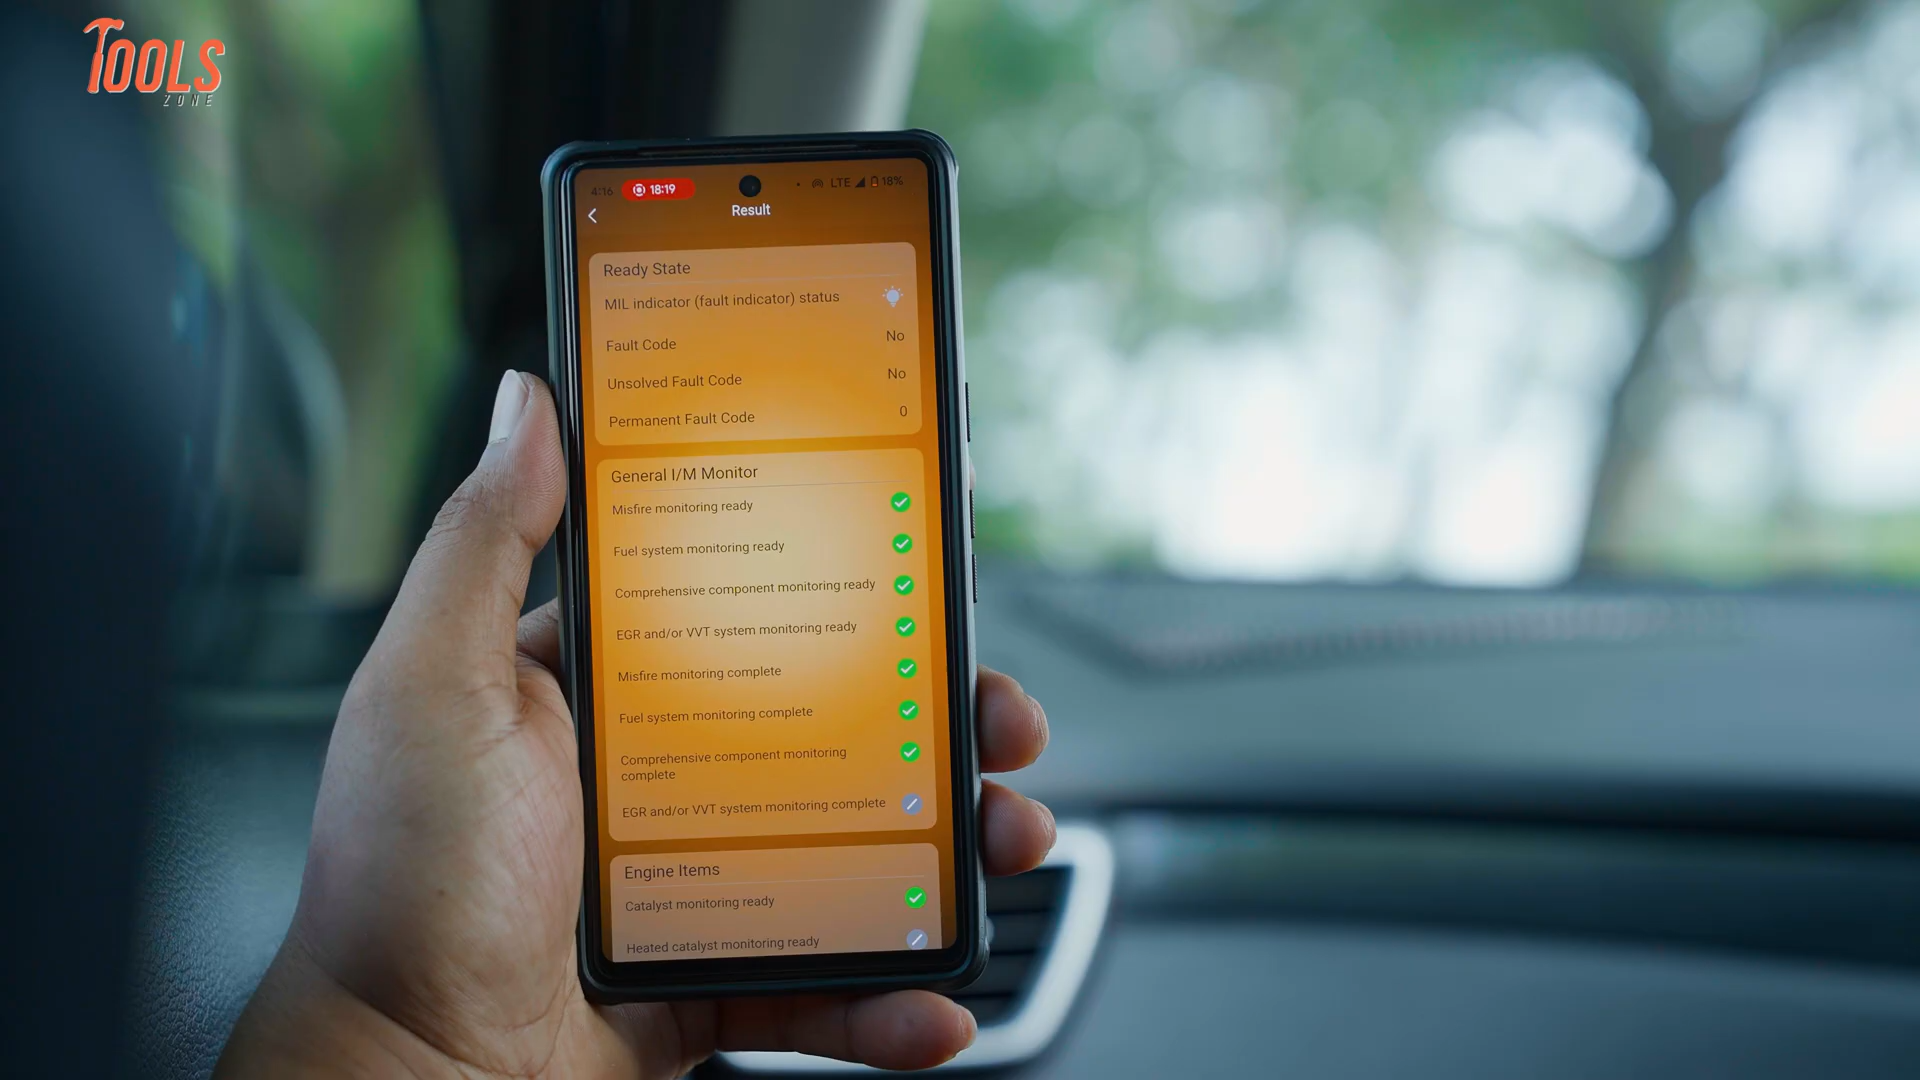 TOOLS
ZONE
4:16 18:19 LTE 18%
Result
Ready State
MIL indicator (fault indicator) status
Fault Code No
Unsolved Fault Code No
Permanent Fault Code 0
General I/M Monitor
Misfire monitoring ready
Fuel system monitoring ready
Comprehensive component monitoring ready
EGR and/or VVT system monitoring ready
Misfire monitoring complete
Fuel system monitoring complete
Comprehensive component monitoring
complete
EGR and/or VVT system monitoring complete
Engine Items
Catalyst monitoring ready
Heated catalyst monitoring ready